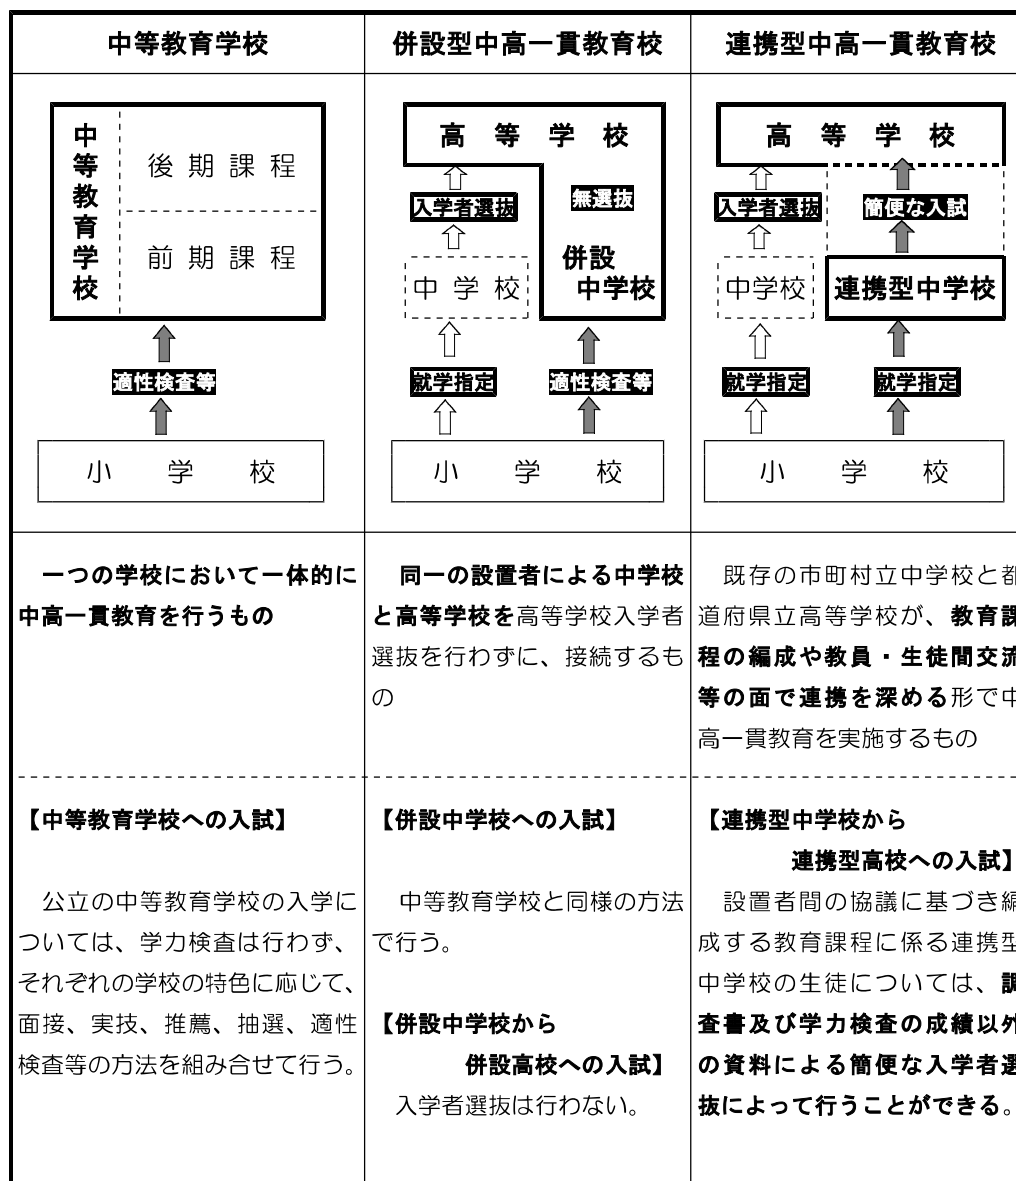 中等教育学校
中等教育学校
後期課程
前期課程
適性検査等
小学校
一つの学校において一体的に
中高一貫教育を行うもの
【中等教育学校への入試】
公立の中等教育学校の入学に
ついては、学力検査は行わず、
それぞれの学校の特色に応じて、
面接、実技、推薦、抽選、適性
検査等の方法を組み合せて行う。
併設型中高一貫教育校
高等学校
入学者選抜
無選抜
中学校
併設
中学校
就学指定
適性検査等
小学校
同一の設置者による中学校
と高等学校を高等学校入学者
選抜を行わずに、接続するも
の
【併設中学校への入試】
中等教育学校と同様の方法
で行う。
【併設中学校から
併設高校への入試】
入学者選抜は行わない。
連携型中高一貫教育校
高等学校
入学者選抜
簡便な入試
中学校
連携型中学校
就学指定
就学指定
小学校
既存の市町村立中学校と都
道府県立高等学校が、教育課
程の編成や教員・生徒間交流
等の面で連携を深める形で中
高一貫教育を実施するもの
【連携型中学校から
連携型高校への入試】
設置者間の協議に基づき編
成する教育課程に係る連携型
中学校の生徒については、調
査書及び学力検査の成績以外
の資料による簡便な入学者選
抜によって行うことができる。